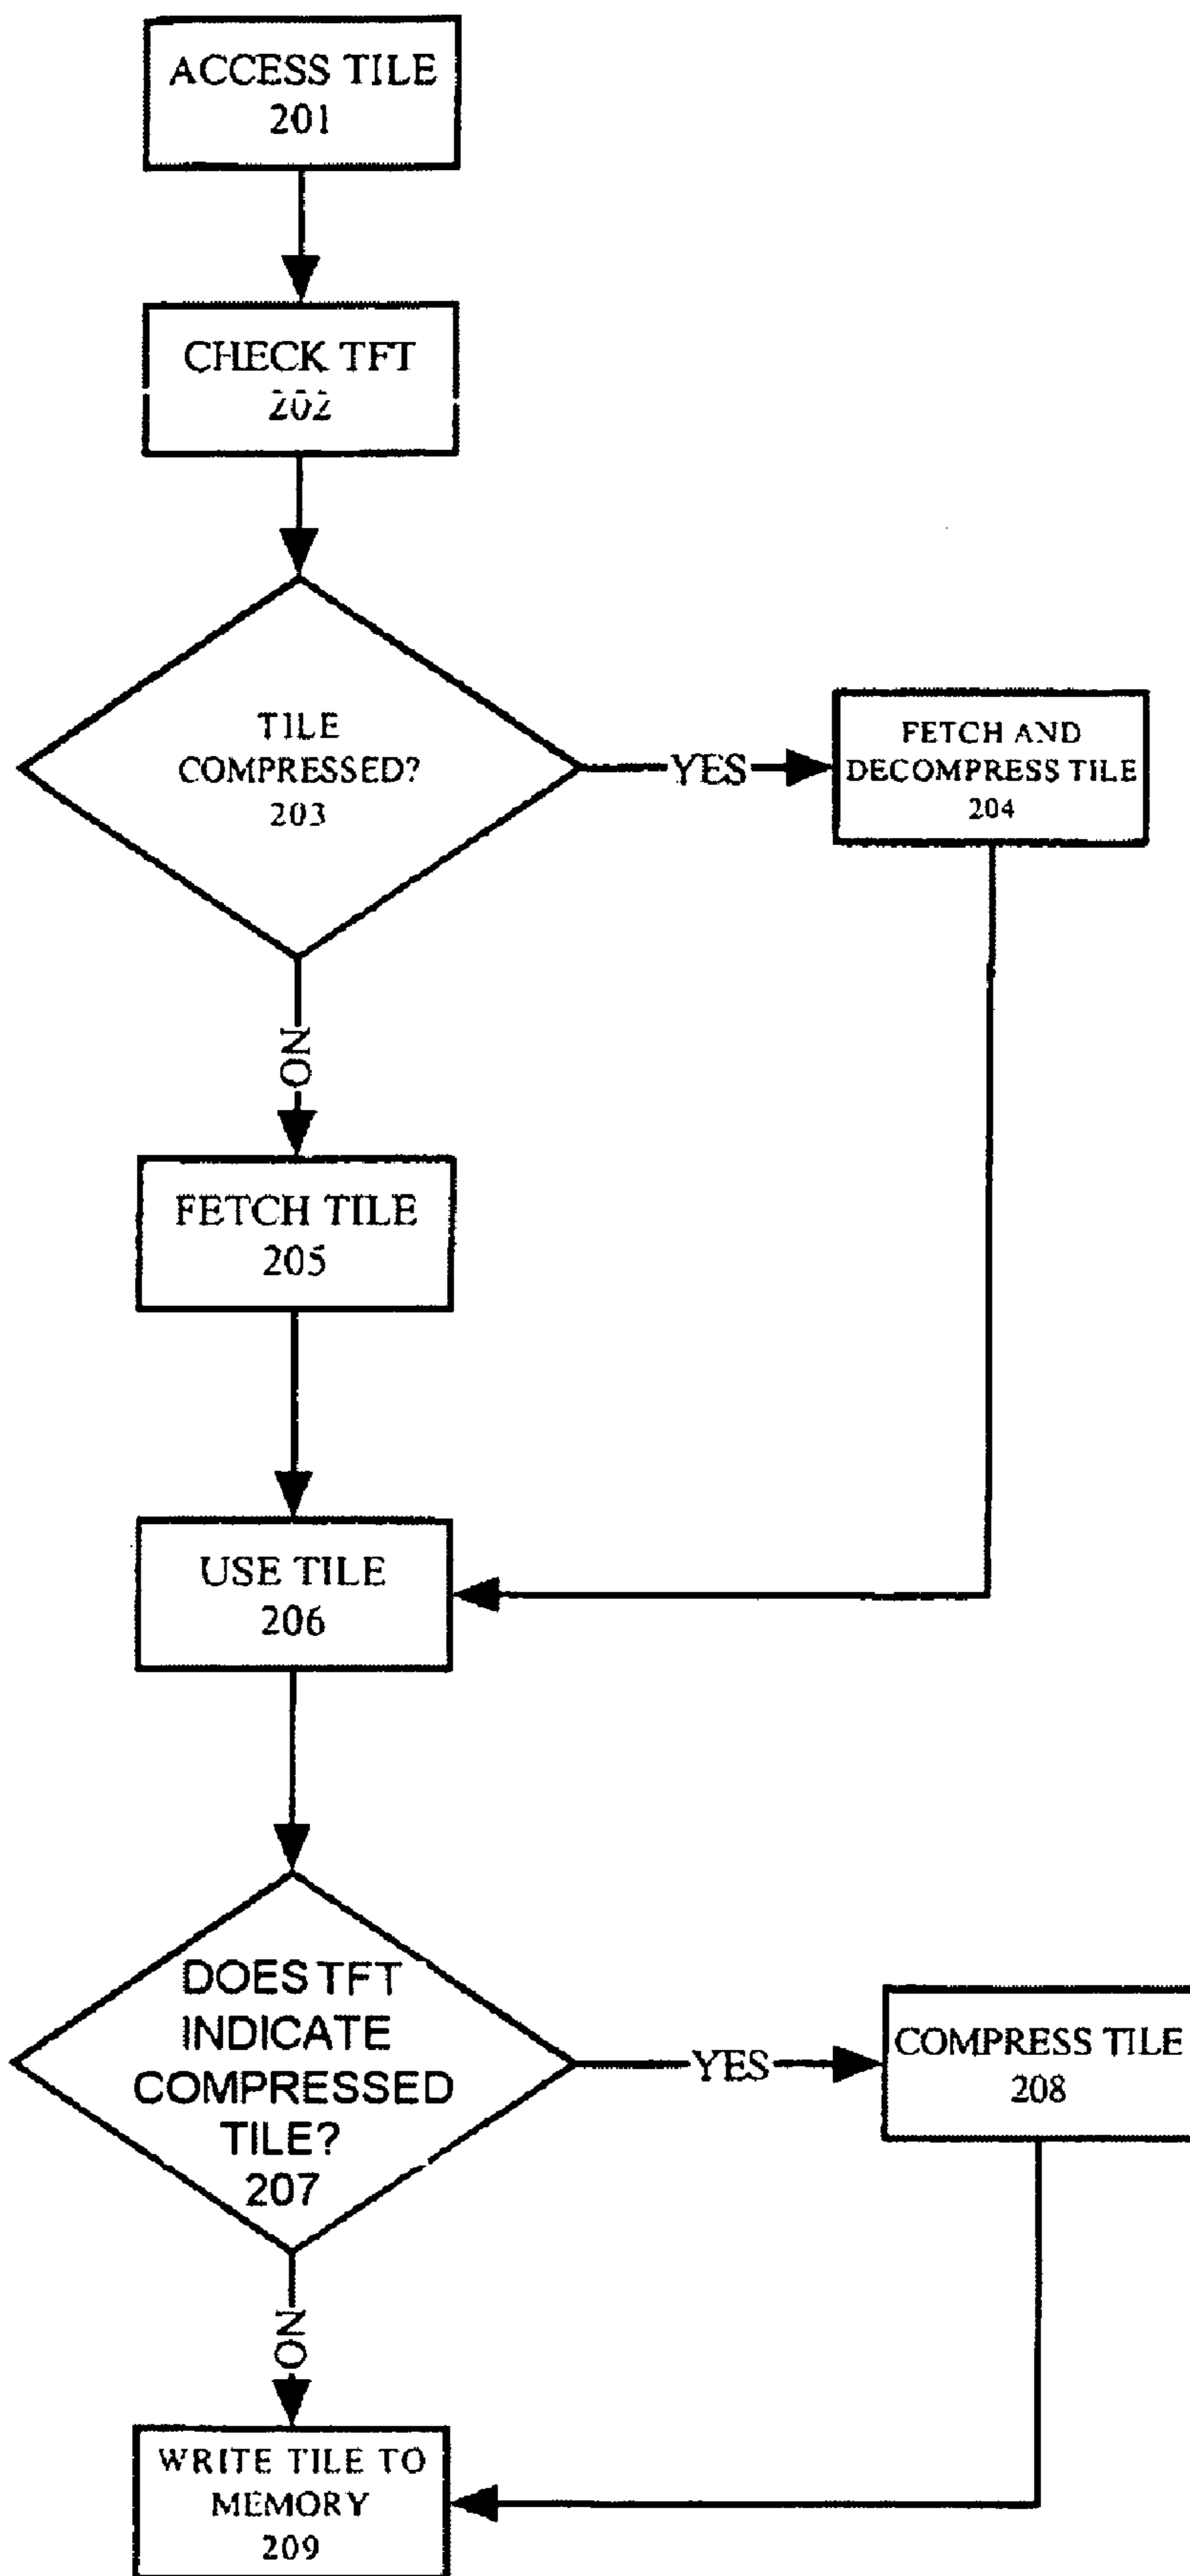 ACCESS TILE
201
CHECK TFT
202
TILE
COMPRESSED?
203
YES
FETCH AND
DECOMPRESS TILE
204
NO
FETCH TILE
205
USE TILE
206
DOES TFT
INDICATE
COMPRESSED
TILE?
207
YES
COMPRESS TILE
208
NO
WRITE TILE TO
MEMORY
209